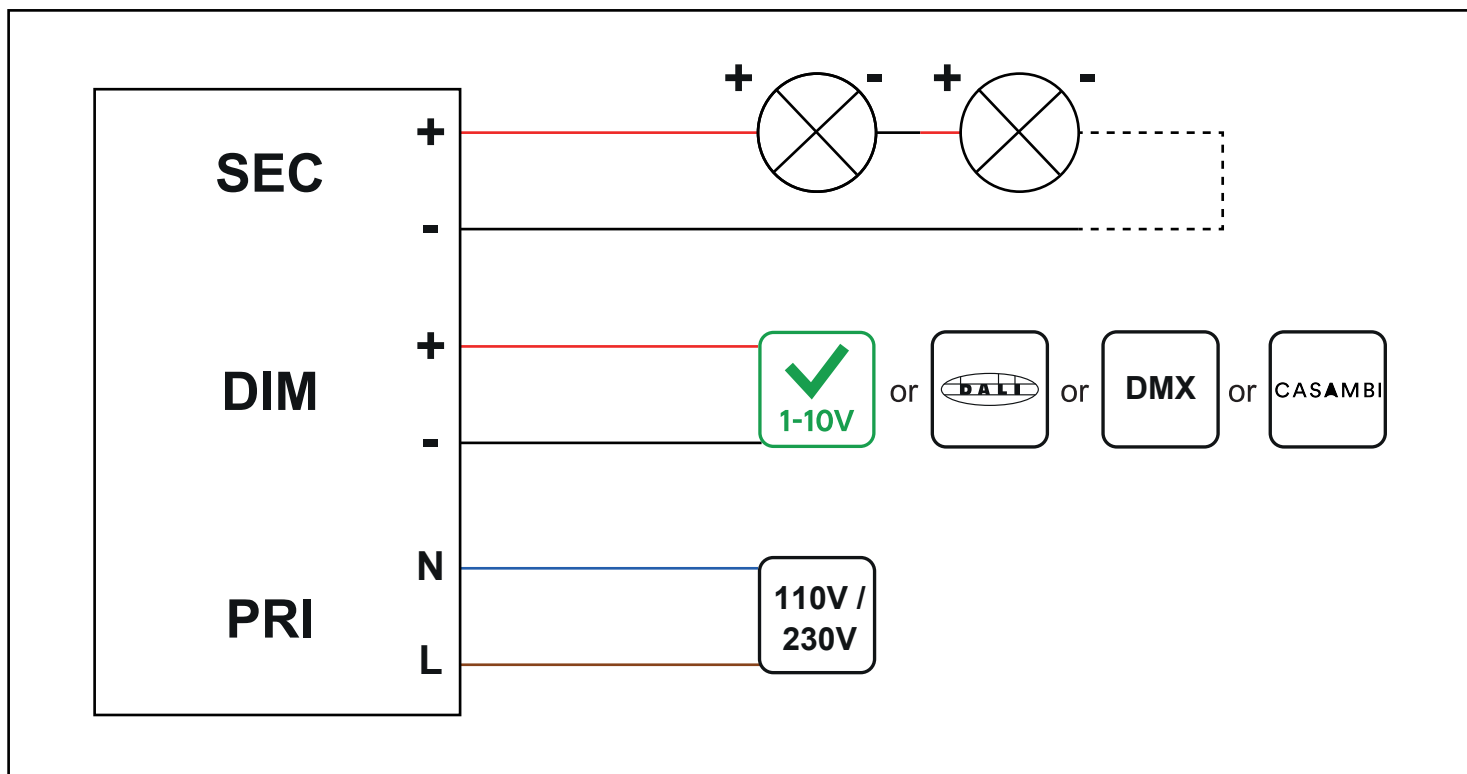 + - + -
+
SEC
-
+
DIM
-
1-10V
or
DALI
or
DMX
or
CASAMBI
N
PRI
L
110V /
230V